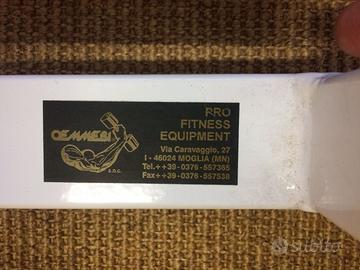 OEMMEBI
s.n.c.
PRO
FITNESS
EQUIPMENT
Via Caravaggio, 27
I - 46024 MOGLIA (MN)
Tel.++39-0376-557365
Fax++39-0376-557538
subito